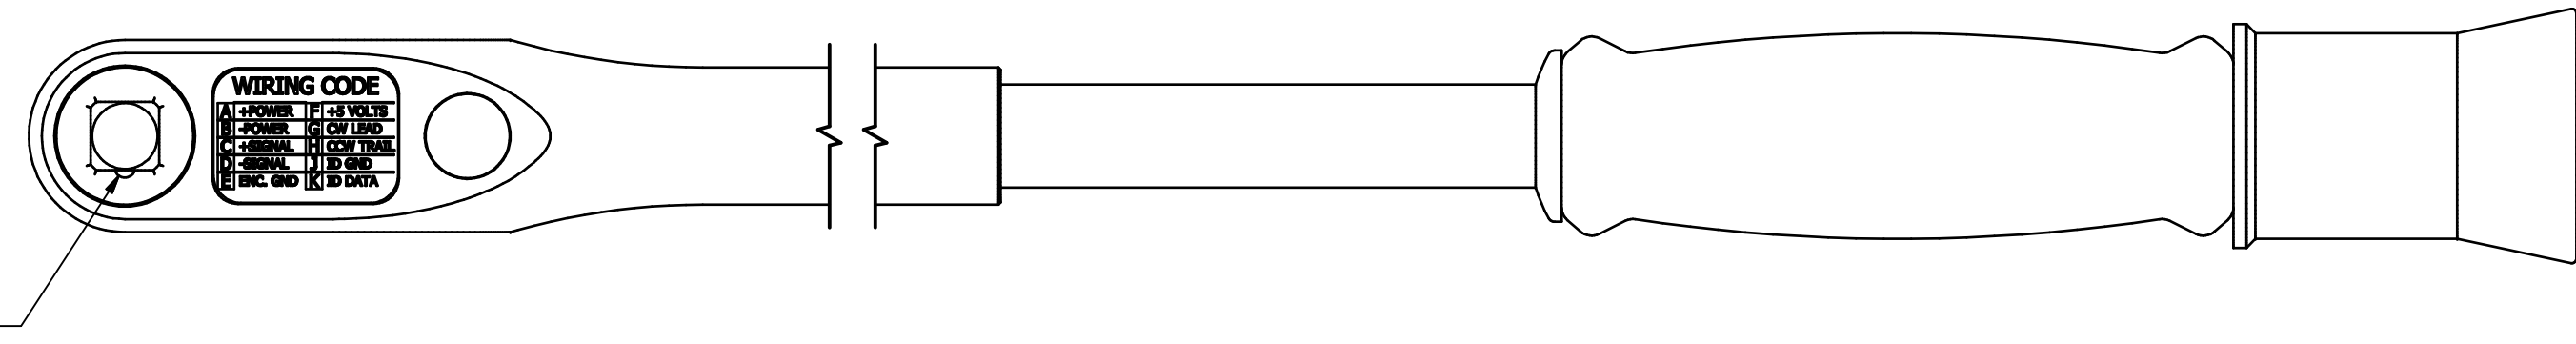 WIRING CODE
A +POWER F +5 VOLTS
B -POWER G CW LEAD
C +SIGNAL H CCW TRAIL
D -SIGNAL J ID GND
E ENC. GND K ID DATA